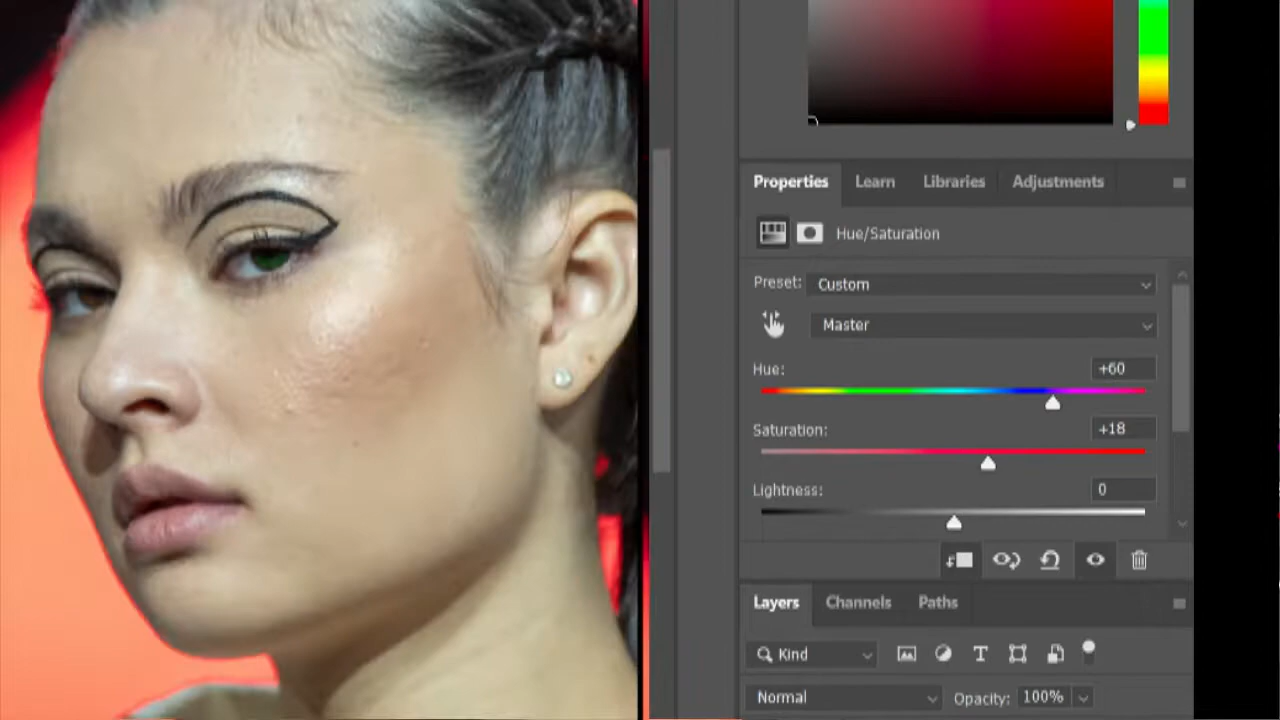 Properties Learn Libraries Adjustments
Hue/Saturation
Preset: Custom
Master
Hue: +60
Saturation: +18
Lightness: 0
Layers Channels Paths
Kind
Normal Opacity: 100%